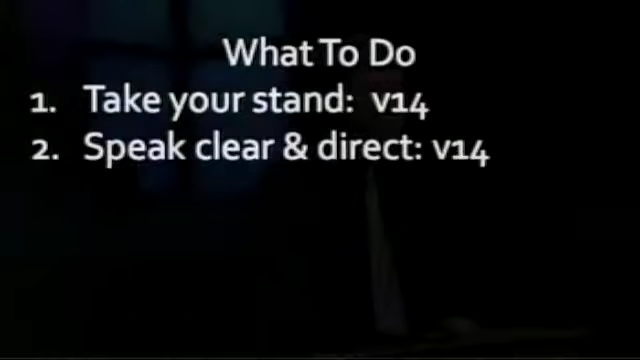 What To Do
1. Take your stand: v14
2. Speak clear & direct: v14